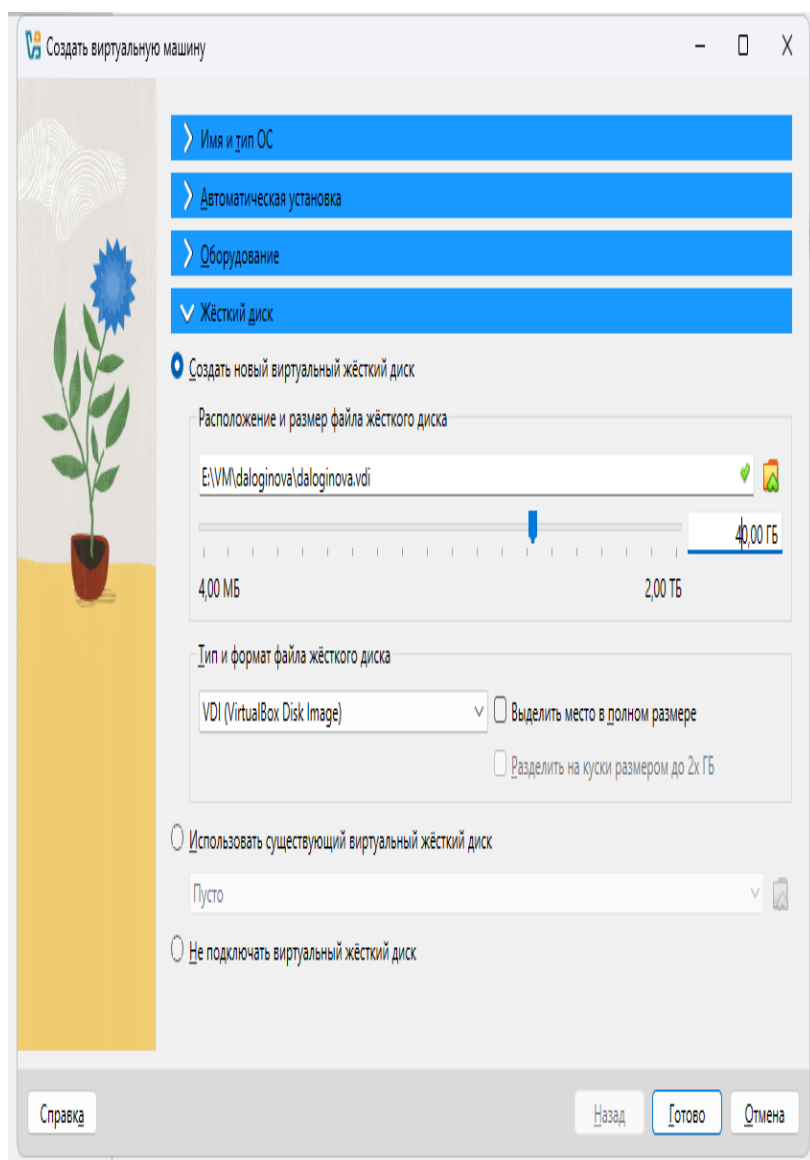 Создать виртуальную машину
Имя и тип ОС
Автоматическая установка
Оборудование
Жёсткий диск
Создать новый виртуальный жёсткий диск
Расположение и размер файла жёсткого диска
E:\VM\daloginova\daloginova.vdi
40,00 ГБ
4,00 МБ 2,00 ТБ
Тип и формат файла жёсткого диска
VDI (VirtualBox Disk Image) Выделить место в полном размере
Разделить на куски размером до 2х ГБ
Использовать существующий виртуальный жёсткий диск
Пусто
Не подключать виртуальный жёсткий диск
Справка Назад Готово Отмена